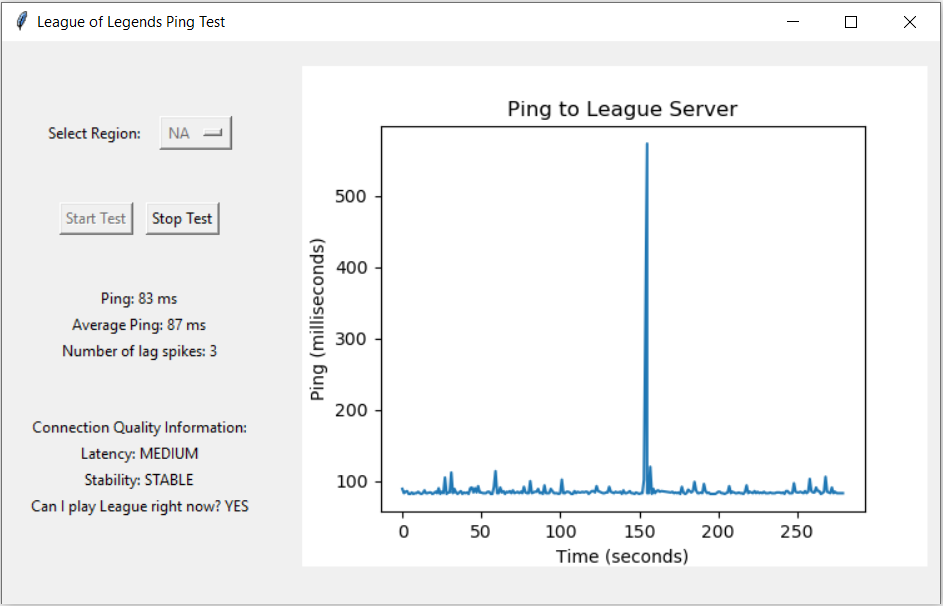 League of Legends Ping Test
Select Region: NA
Start Test Stop Test
Ping: 83 ms
Average Ping: 87 ms
Number of lag spikes: 3
Connection Quality Information:
Latency: MEDIUM
Stability: STABLE
Can I play League right now? YES
Ping to League Server
Ping (milliseconds)
500
400
300
200
100
0 50 100 150 200 250
Time (seconds)